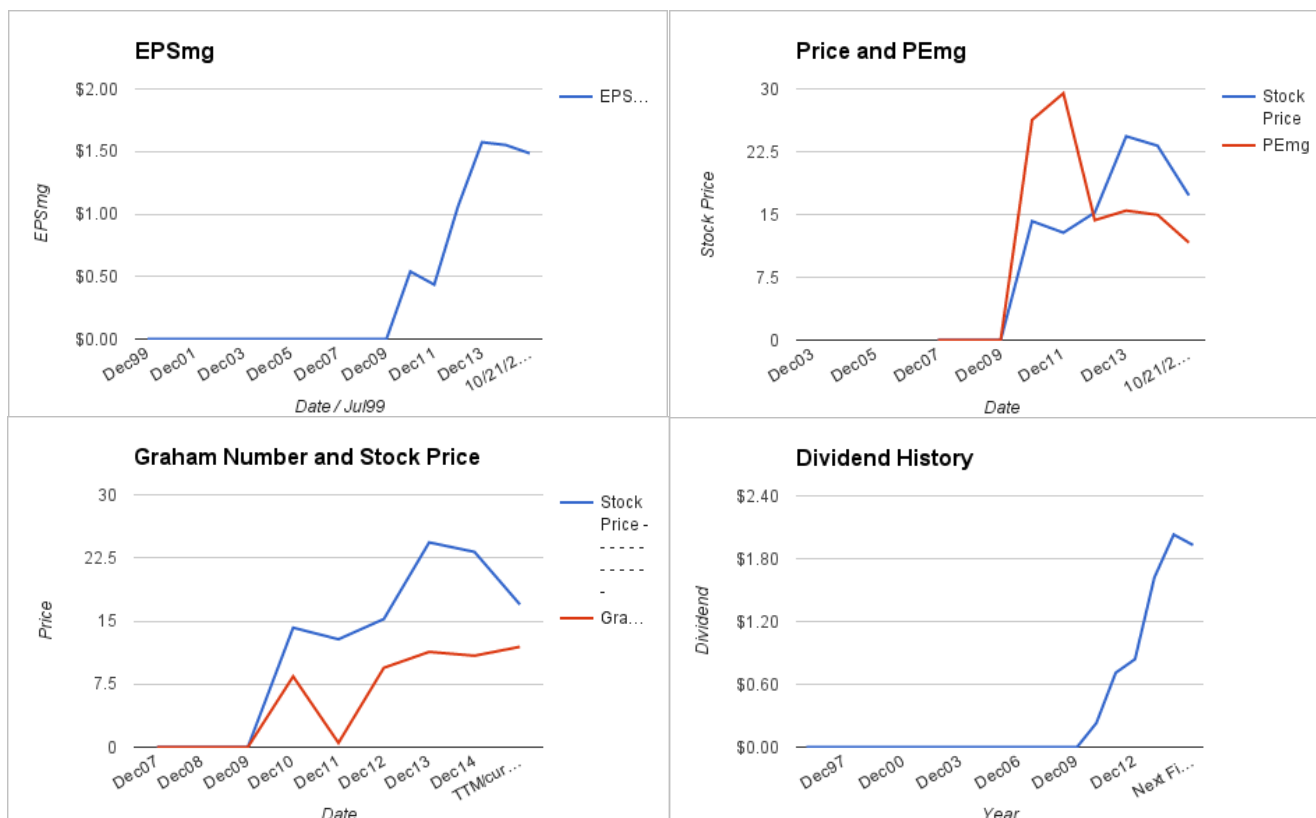 EPSmg
$2.00
$1.50
$1.00
$0.50
$0.00
EPSmg
Dec99
Dec01
Dec03
Dec05
Dec07
Dec09
Dec11
Dec13
10/21/2...
Date / Jul99
EPS...
Price and PEmg
30
22.5
15
7.5
0
Stock Price
Dec03
Dec05
Dec07
Dec09
Dec11
Dec13
10/21/2...
Date
Stock
Price
PEmg
Graham Number and Stock Price
30
22.5
15
7.5
0
Price
Dec07
Dec08
Dec09
Dec10
Dec11
Dec12
Dec13
Dec14
TTM/cur...
Date
Stock
Price -
- - - - -
- - - - -
-
Gra...
Dividend History
$2.40
$1.80
$1.20
$0.60
$0.00
Dividend
Dec97
Dec00
Dec03
Dec06
Dec09
Dec12
Next Fi...
Year